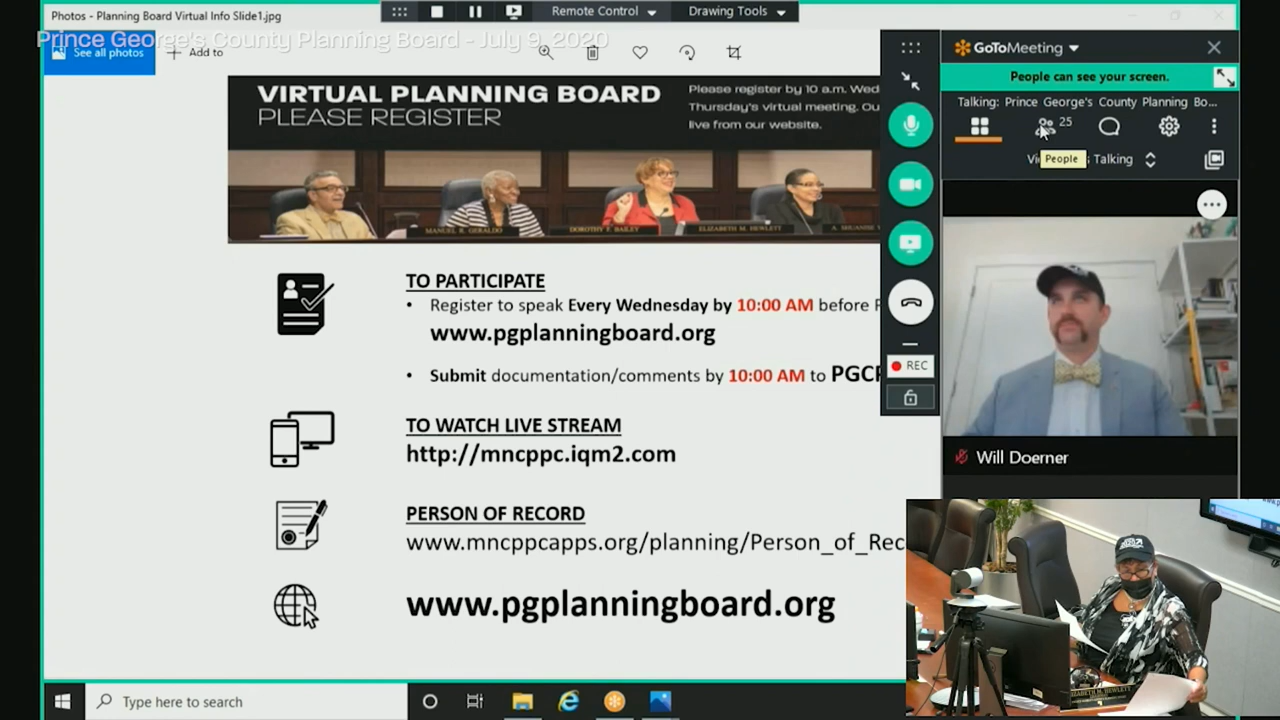 Photos - Planning Board Virtual Info Slide1.jpg
Remote Control
Drawing Tools
Prince George's County Planning Board - July 9, 2020
See all photos
Add to
VIRTUAL PLANNING BOARD
PLEASE REGISTER
Please register by 10 a.m. Wed
Thursday's virtual meeting. Ou
live from our website.
MANUEL R. GERALDO
DOROTHY F. BAILEY
ELIZABETH M. HEWLETT
TO PARTICIPATE
• Register to speak Every Wednesday by 10:00 AM before
www.pgplanningboard.org
• Submit documentation/comments by 10:00 AM to PGCP
TO WATCH LIVE STREAM
http://mncppc.iqm2.com
PERSON OF RECORD
www.mncppcapps.org/planning/Person_of_Rec
www.pgplanningboard.org
GoToMeeting
People can see your screen.
Talking: Prince George's County Planning Bo...
25
People
Talking
REC
Will Doerner
ELIZABETH M. HEWLETT
Type here to search